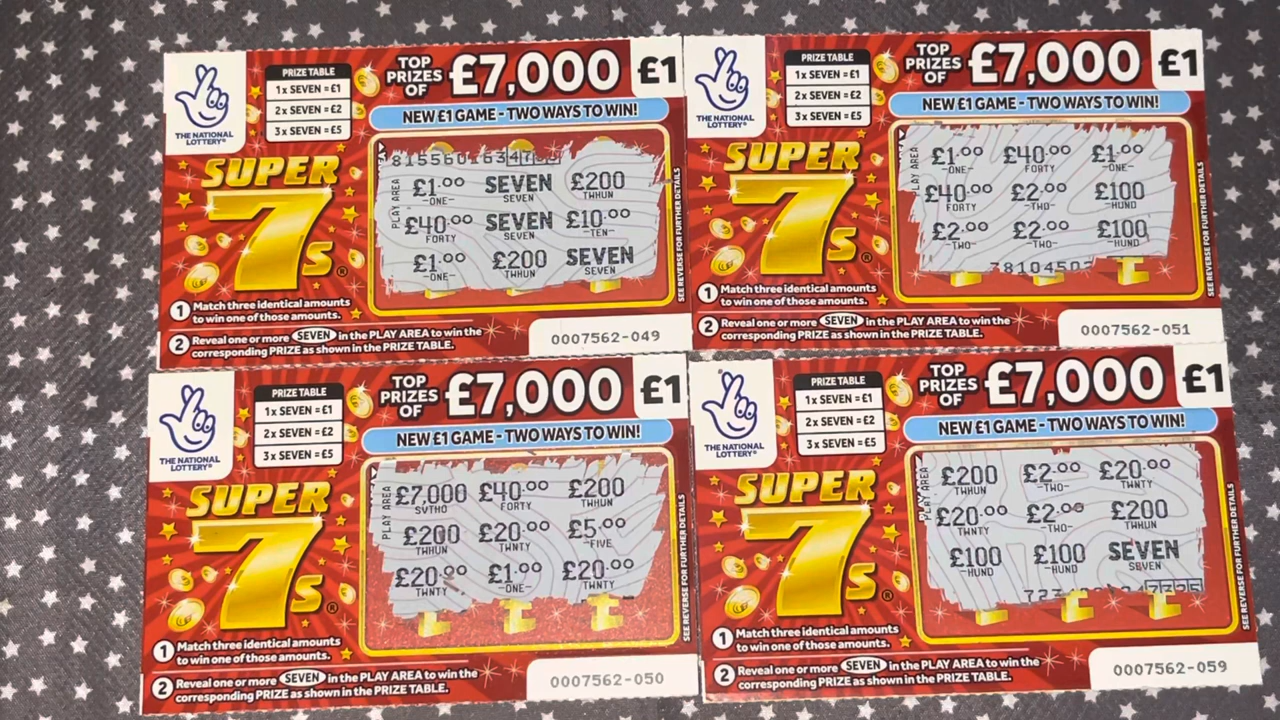 THE NATIONAL
LOTTERY®
PRIZE TABLE
1 x SEVEN = £1
2 x SEVEN = £2
3 x SEVEN = £5
TOP
PRIZES
OF
£7,000
£1
NEW £1 GAME - TWO WAYS TO WIN!
SUPER
7s®
PLAY AREA
£1.00 SEVEN £200
-ONE- SEVEN TWHUN
£40.00 SEVEN £10.00
FORTY SEVEN -TEN-
£1.00 £200 SEVEN
-ONE- TWHUN SEVEN
SEE REVERSE FOR FURTHER DETAILS
1 Match three identical amounts
to win one of those amounts.
2 Reveal one or more SEVEN in the PLAY AREA to win the
corresponding PRIZE as shown in the PRIZE TABLE.
0007562-049
THE NATIONAL
LOTTERY®
PRIZE TABLE
1 x SEVEN = £1
2 x SEVEN = £2
3 x SEVEN = £5
TOP
PRIZES
OF
£7,000
£1
NEW £1 GAME - TWO WAYS TO WIN!
SUPER
7s®
PLAY AREA
£1.00 £40.00 £1.00
-ONE- FORTY -ONE-
£40.00 £2.00 £100
FORTY -TWO- -HUND
£2.00 £2.00 £100
-TWO- -TWO- -HUND
SEE REVERSE FOR FURTHER DETAILS
1 Match three identical amounts
to win one of those amounts.
2 Reveal one or more SEVEN in the PLAY AREA to win the
corresponding PRIZE as shown in the PRIZE TABLE.
0007562-051
THE NATIONAL
LOTTERY®
PRIZE TABLE
1 x SEVEN = £1
2 x SEVEN = £2
3 x SEVEN = £5
TOP
PRIZES
OF
£7,000
£1
NEW £1 GAME - TWO WAYS TO WIN!
SUPER
7s®
PLAY AREA
£7,000 £40.00 £200
SVTHO FORTY TWHUN
£200 £20.00 £5.00
TWHUN TWNTY -FIVE
£20.00 £1.00 £20.00
TWNTY -ONE- TWNTY
SEE REVERSE FOR FURTHER DETAILS
1 Match three identical amounts
to win one of those amounts.
2 Reveal one or more SEVEN in the PLAY AREA to win the
corresponding PRIZE as shown in the PRIZE TABLE.
0007562-050
THE NATIONAL
LOTTERY®
PRIZE TABLE
1 x SEVEN = £1
2 x SEVEN = £2
3 x SEVEN = £5
TOP
PRIZES
OF
£7,000
£1
NEW £1 GAME - TWO WAYS TO WIN!
SUPER
7s®
PLAY AREA
£200 £2.00 £20.00
TWHUN -TWO- TWNTY
£20.00 £2.00 £200
TWNTY -TWO- TWHUN
£100 £100 SEVEN
-HUND -HUND SEVEN
SEE REVERSE FOR FURTHER DETAILS
1 Match three identical amounts
to win one of those amounts.
2 Reveal one or more SEVEN in the PLAY AREA to win the
corresponding PRIZE as shown in the PRIZE TABLE.
0007562-059